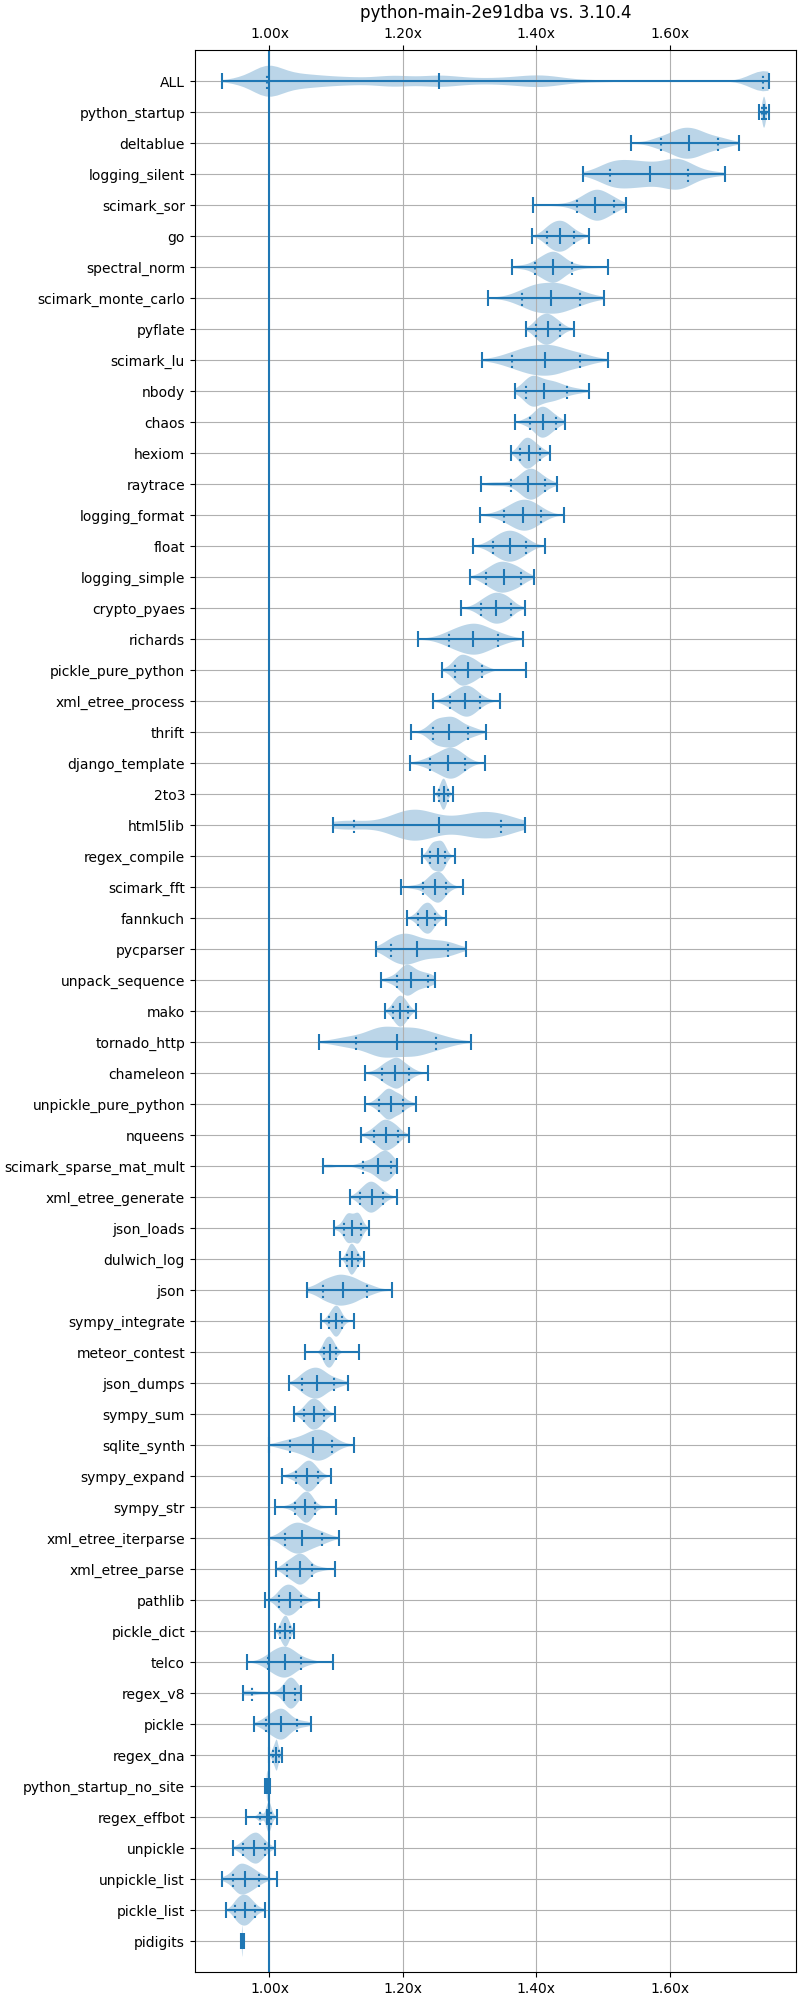 python-main-2e91dba vs. 3.10.4
1.00x 1.20x 1.40x 1.60x
ALL
python_startup
deltablue
logging_silent
scimark_sor
go
spectral_norm
scimark_monte_carlo
pyflate
scimark_lu
nbody
chaos
hexiom
raytrace
logging_format
float
logging_simple
crypto_pyaes
richards
pickle_pure_python
xml_etree_process
thrift
django_template
2to3
html5lib
regex_compile
scimark_fft
fannkuch
pycparser
unpack_sequence
mako
tornado_http
chameleon
unpickle_pure_python
nqueens
scimark_sparse_mat_mult
xml_etree_generate
json_loads
dulwich_log
json
sympy_integrate
meteor_contest
json_dumps
sympy_sum
sqlite_synth
sympy_expand
sympy_str
xml_etree_iterparse
xml_etree_parse
pathlib
pickle_dict
telco
regex_v8
pickle
regex_dna
python_startup_no_site
regex_effbot
unpickle
unpickle_list
pickle_list
pidigits
1.00x 1.20x 1.40x 1.60x